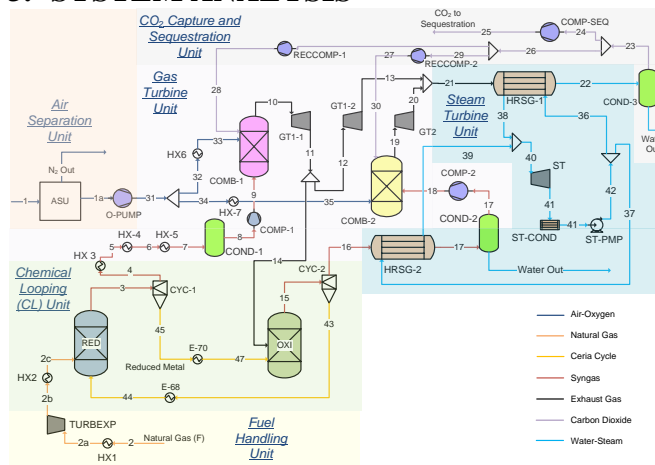 CO2 Capture and
Sequestration
Unit
CO2 to
Sequestration
25
COMP-SEQ
24
23
26
RECCOMP-1
27
29
RECCOMP-2
28
30
Gas
Turbine
Unit
10
GT1-1
GT1-2
13
20
21
22
HRSG-1
COND-3
Air
Separation
Unit
33
HX6
11
12
19
GT2
Steam
Turbine
Unit
38
36
39
40
ST
N2 Out
32
COMB-1
COMP-2
42
37
1
ASU
1a
O-PUMP
31
34
HX-7
9
35
COMB-2
18
17
COND-2
41
41
ST-COND
ST-PMP
COMP-1
HX-4
HX-5
5
6
7
8
COND-1
16
17
HRSG-2
Water Out
HX 3
4
14
Chemical
Looping
(CL) Unit
3
CYC-1
CYC-2
15
43
45
RED
OXI
E-70
47
Reduced Metal
2c
HX2
E-68
44
2b
TURBEXP
Fuel
Handling
Unit
2a
HX1
2
Natural Gas (F)
Air-Oxygen
Natural Gas
Ceria Cycle
Syngas
Exhaust Gas
Carbon Dioxide
Water-Steam